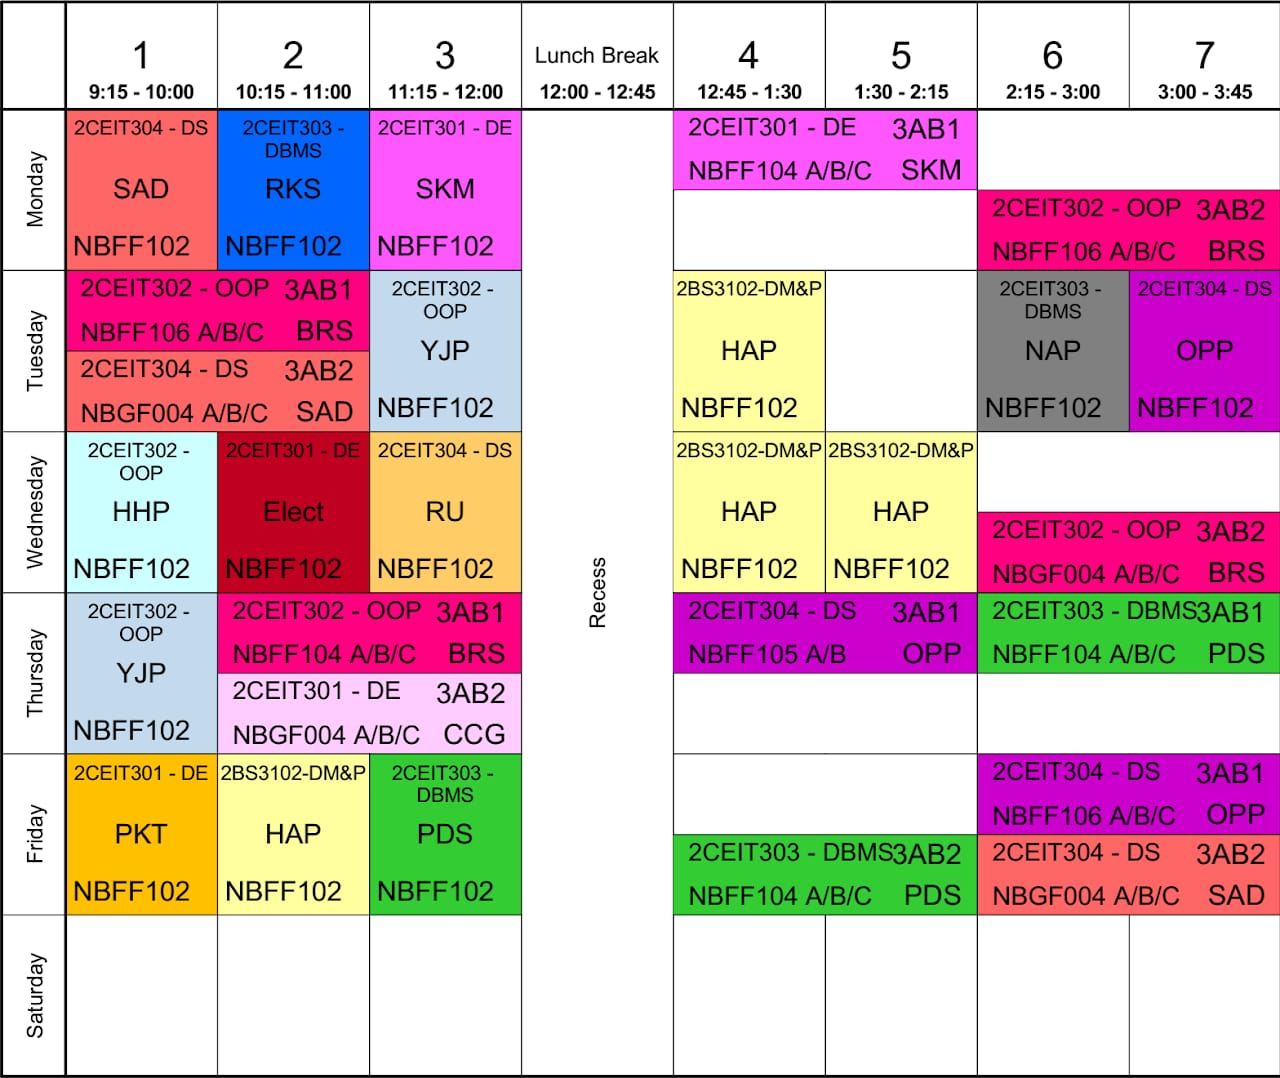 1 2 3 Lunch Break 4 5 6 7
9:15 - 10:00 10:15 - 11:00 11:15 - 12:00 12:00 - 12:45 12:45 - 1:30 1:30 - 2:15 2:15 - 3:00 3:00 - 3:45
Monday
2CEIT304 - DS
SAD
NBFF102
2CEIT303 -
DBMS
RKS
NBFF102
2CEIT301 - DE
SKM
NBFF102
2CEIT301 - DE 3AB1
NBFF104 A/B/C SKM
2CEIT302 - OOP 3AB2
NBFF106 A/B/C BRS
Tuesday
2CEIT302 - OOP 3AB1
NBFF106 A/B/C BRS
2CEIT304 - DS 3AB2
NBGF004 A/B/C SAD
2CEIT302 -
OOP
YJP
NBFF102
2BS3102-DM&P
HAP
NBFF102
2CEIT303 -
DBMS
NAP
NBFF102
2CEIT304 - DS
OPP
NBFF102
Wednesday
2CEIT302 -
OOP
HHP
NBFF102
2CEIT301 - DE
Elect
NBFF102
2CEIT304 - DS
RU
NBFF102
Recess
2BS3102-DM&P
HAP
NBFF102
2BS3102-DM&P
HAP
NBFF102
2CEIT302 - OOP 3AB2
NBGF004 A/B/C BRS
Thursday
2CEIT302 -
OOP
YJP
NBFF102
2CEIT302 - OOP 3AB1
NBFF104 A/B/C BRS
2CEIT301 - DE 3AB2
NBGF004 A/B/C CCG
2CEIT304 - DS 3AB1
NBFF105 A/B OPP
2CEIT303 - DBMS3AB1
NBFF104 A/B/C PDS
Friday
2CEIT301 - DE
PKT
NBFF102
2BS3102-DM&P
HAP
NBFF102
2CEIT303 -
DBMS
PDS
NBFF102
2CEIT303 - DBMS3AB2
NBFF104 A/B/C PDS
2CEIT304 - DS 3AB1
NBFF106 A/B/C OPP
2CEIT304 - DS 3AB2
NBGF004 A/B/C SAD
Saturday